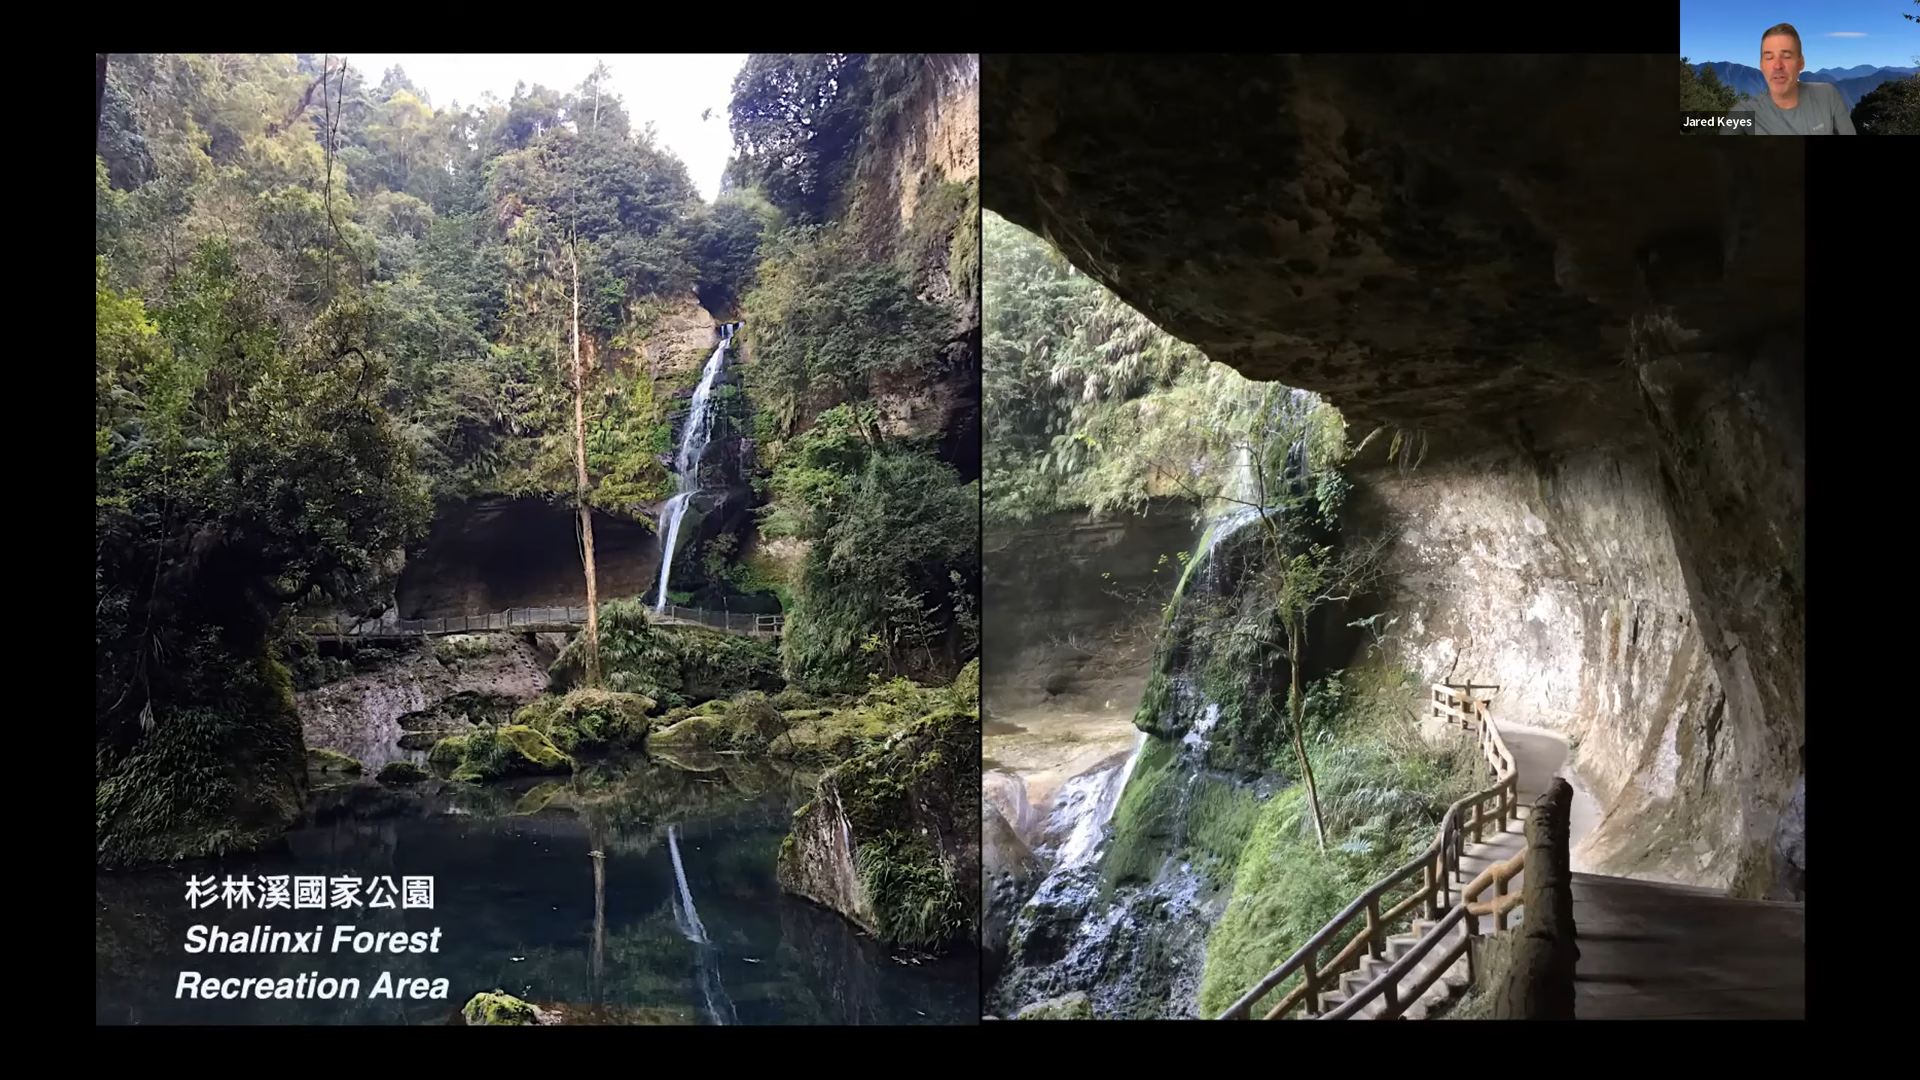 Jared Keyes
杉林溪國家公園
Shalinxi Forest
Recreation Area